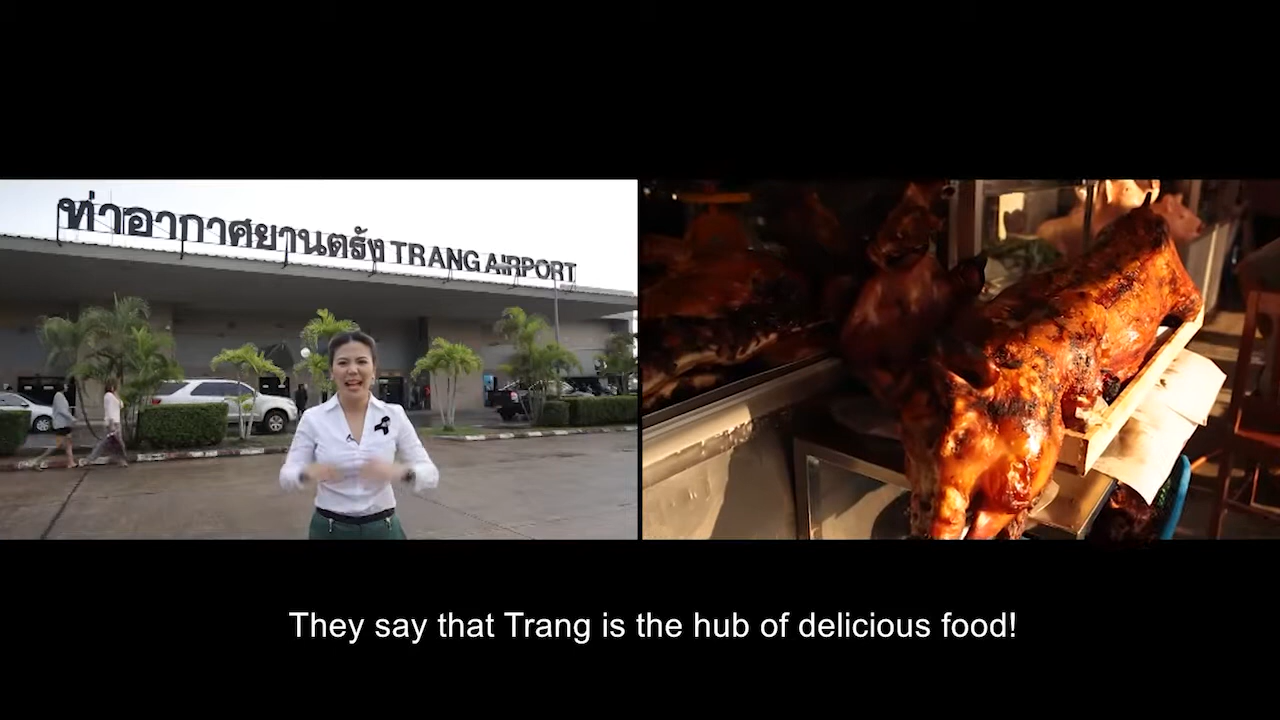 ท่าอากาศยานตรัง TRANG AIRPORT
They say that Trang is the hub of delicious food!